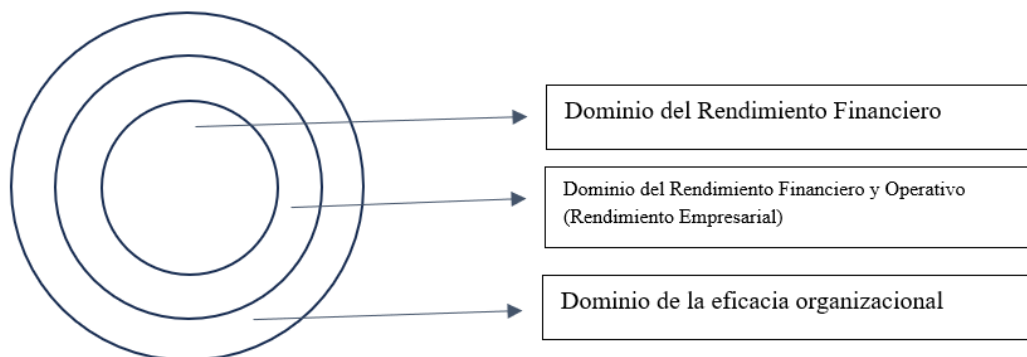 Dominio del Rendimiento Financiero
Dominio del Rendimiento Financiero y Operativo
(Rendimiento Empresarial)
Dominio de la eficacia organizacional